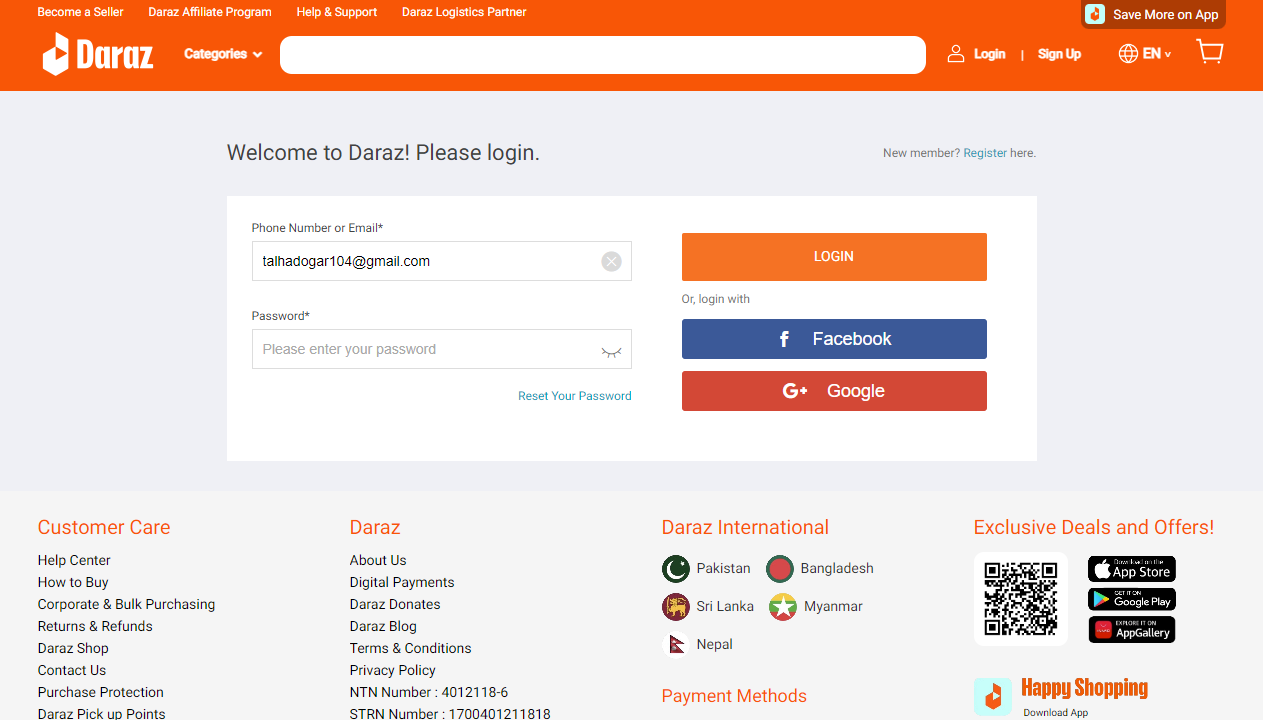 Become a Seller Daraz Affiliate Program Help & Support Daraz Logistics Partner Save More on App
Daraz Categories Login | Sign Up EN
Welcome to Daraz! Please login. New member? Register here.
Phone Number or Email*
talhadogar104@gmail.com
Password*
Please enter your password
Reset Your Password
LOGIN
Or, login with
f Facebook
G+ Google
Customer Care
Help Center
How to Buy
Corporate & Bulk Purchasing
Returns & Refunds
Daraz Shop
Contact Us
Purchase Protection
Daraz Pick up Points
Daraz
About Us
Digital Payments
Daraz Donates
Daraz Blog
Terms & Conditions
Privacy Policy
NTN Number : 4012118-6
STRN Number : 1700401211818
Daraz International
Pakistan Bangladesh
Sri Lanka Myanmar
Nepal
Payment Methods
Exclusive Deals and Offers!
Download on the
App Store
GET IT ON
Google Play
EXPLORE IT ON
AppGallery
Happy Shopping
Download App